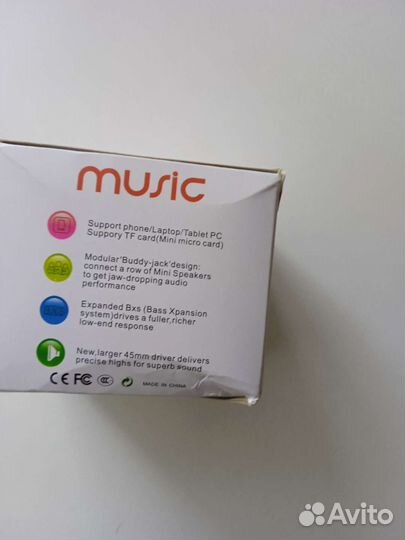 music
Support phone/Laptop/Tablet PC
Suppory TF card(Mini micro card)
Modular'Buddy-jack'design:
connect a row of Mini Speakers
to get jaw-dropping audio
performance
Expanded Bxs (Bass Xpansion
system)drives a fuller,richer
low-end response
New,larger 45mm driver delivers
precise highs for superb sound
CE FC CCC MADE IN CHINA
Avito